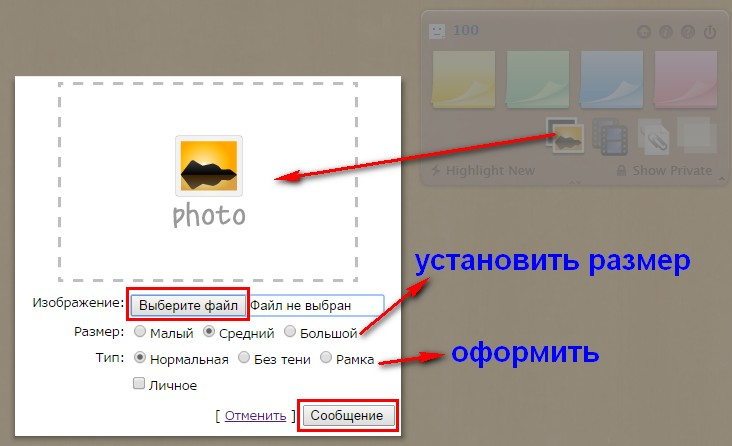 100
Highlight New
Show Private
photo
установить размер
Изображение: Выберите файл Файл не выбран
Размер: Малый Средний Большой
оформить
Тип: Нормальная Без тени Рамка
Личное
[ Отменить ] Сообщение